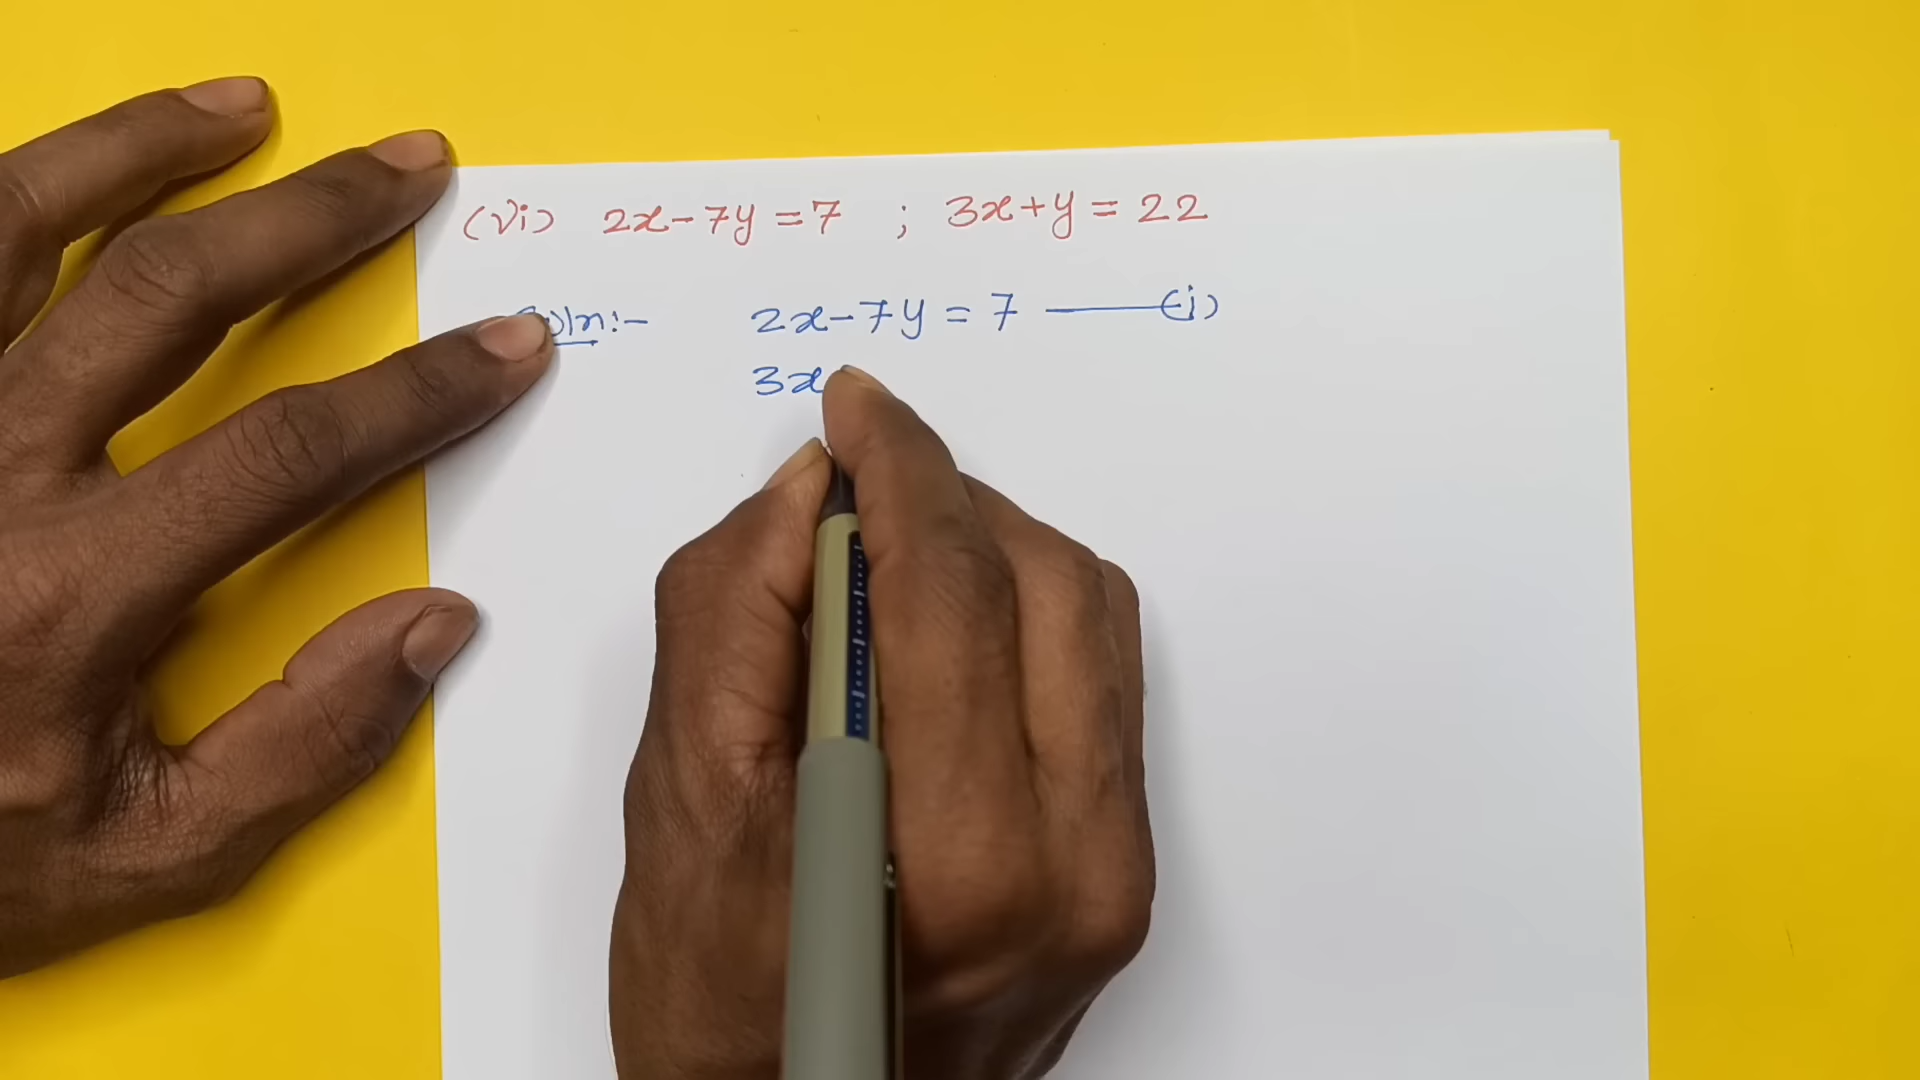 (vi) 2x-7y=7 ; 3x+y=22
Soln:- 2x-7y = 7 ——(i)
3x